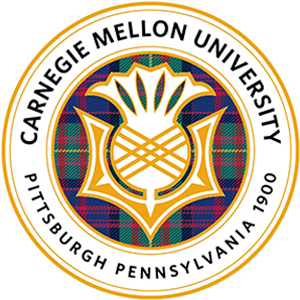 CARNEGIE MELLON UNIVERSITY
PITTSBURGH PENNSYLVANIA 1900